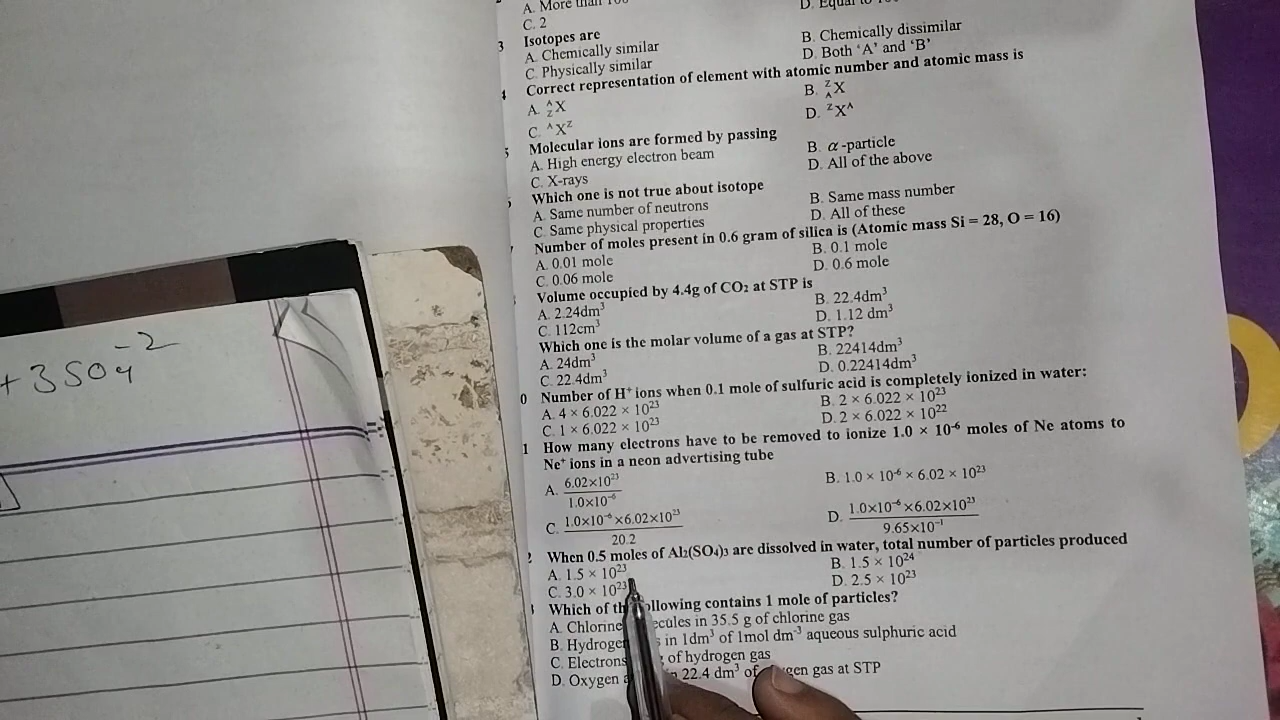 A. More than
D. Equal to
C. 2
3 Isotopes are
A. Chemically similar
B. Chemically dissimilar
C. Physically similar
D. Both ‘A’ and ‘B’
4 Correct representation of element with atomic number and atomic mass is
A. ᴬ_Z X
B. ᶻ_A X
C. ᴬXᶻ
D. ᶻXᴬ
5 Molecular ions are formed by passing
A. High energy electron beam
B. α -particle
C. X-rays
D. All of the above
Which one is not true about isotope
A. Same number of neutrons
B. Same mass number
C. Same physical properties
D. All of these
Number of moles present in 0.6 gram of silica is (Atomic mass Si = 28, O = 16)
A. 0.01 mole
B. 0.1 mole
C. 0.06 mole
D. 0.6 mole
Volume occupied by 4.4g of CO₂ at STP is
A. 2.24dm³
B. 22.4dm³
C. 112cm³
D. 1.12 dm³
Which one is the molar volume of a gas at STP?
A. 24dm³
B. 22414dm³
C. 22.4dm³
D. 0.22414dm³
0 Number of H⁺ ions when 0.1 mole of sulfuric acid is completely ionized in water:
A. 4 × 6.022 × 10²³
B. 2 × 6.022 × 10²³
C. 1 × 6.022 × 10²³
D. 2 × 6.022 × 10²²
1 How many electrons have to be removed to ionize 1.0 × 10⁻⁶ moles of Ne atoms to
Ne⁺ ions in a neon advertising tube
A. 6.02×10²³ / 1.0×10⁻⁶
B. 1.0 × 10⁻⁶ × 6.02 × 10²³
C. 1.0×10⁻⁶×6.02×10²³ / 20.2
D. 1.0×10⁻⁶×6.02×10²³ / 9.65×10⁻¹
2 When 0.5 moles of Al₂(SO₄)₃ are dissolved in water, total number of particles produced
A. 1.5 × 10²³
B. 1.5 × 10²⁴
C. 3.0 × 10²³
D. 2.5 × 10²³
Which of the following contains 1 mole of particles?
A. Chlorine molecules in 35.5 g of chlorine gas
B. Hydrogen in 1dm³ of 1mol dm⁻³ aqueous sulphuric acid
C. Electrons of hydrogen gas
D. Oxygen 22.4 dm³ of oxygen gas at STP
+ 3 SO₄⁻²